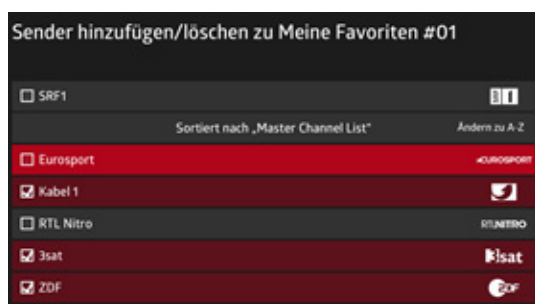 Sender hinzufügen/löschen zu Meine Favoriten #01
SRF1 1
Sortiert nach „Master Channel List" Ändern zu A-Z
Eurosport EUROSPORT
Kabel 1
RTL Nitro RTLNITRO
3sat 3sat
ZDF ZDF